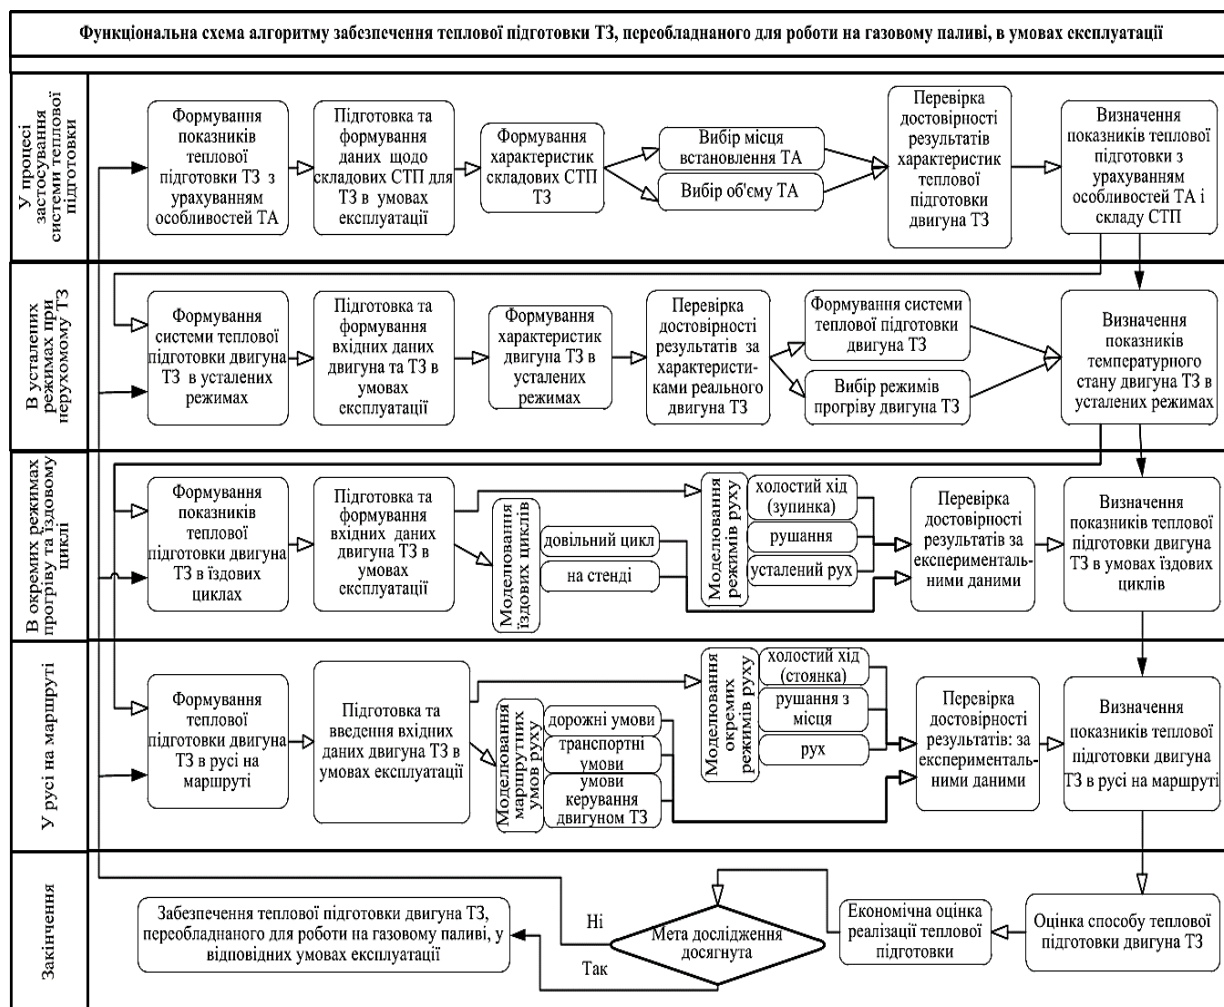 Функціональна схема алгоритму забезпечення теплової підготовки ТЗ, переобладнаного для роботи на газовому паливі, в умовах експлуатації
У процесі
застосування
системи теплової
підготовки
Формування
показників
теплової
підготовки ТЗ з
урахуванням
особливостей ТА
Підготовка та
формування
даних щодо
складових СТП для
ТЗ в умовах
експлуатації
Формування
характеристик
складових СТП
ТЗ
Вибір місця
встановлення ТА
Вибір об'єму ТА
Перевірка
достовірності
результатів
характеристик
теплової
підготовки
двигуна ТЗ
Визначення
показників теплової
підготовки з
урахуванням
особливостей ТА і
складу СТП
В усталених
режимах при
нерухомому ТЗ
Формування
системи теплової
підготовки двигуна
ТЗ в усталених
режимах
Підготовка та
формування
вхідних даних
двигуна та ТЗ в
умовах
експлуатації
Формування
характеристик
двигуна ТЗ в
усталених
режимах
Перевірка
достовірності
результатів за
характеристи-
ками реального
двигуна ТЗ
Формування системи
теплової підготовки
двигуна ТЗ
Вибір режимів
прогріву двигуна ТЗ
Визначення
показників
температурного
стану двигуна ТЗ в
усталених режимах
В окремих режимах
прогріву та їздовому
циклі
Формування
показників
теплової
підготовки двигуна
ТЗ в їздових
циклах
Підготовка та
формування
вхідних даних
двигуна ТЗ в
умовах
експлуатації
Моделювання
їздових циклів
довільний цикл
на стенді
Моделювання
режимів руху
холостий хід
(зупинка)
рушання
усталений рух
Перевірка
достовірності
результатів за
експерименталь-
ними даними
Визначення
показників теплової
підготовки двигуна
ТЗ в умовах їздових
циклів
У русі на маршруті
Формування
теплової
підготовки двигуна
ТЗ в русі на
маршруті
Підготовка та
введення вхідних
даних двигуна ТЗ в
умовах експлуатації
Моделювання
маршрутних
умов руху
дорожні умови
транспортні
умови
умови
керування
двигуном ТЗ
Моделювання
окремих
режимів руху
холостий хід
(стоянка)
рушання з
місця
рух
Перевірка
достовірності
результатів: за
експерименталь-
ними даними
Визначення
показників теплової
підготовки двигуна
ТЗ в русі на маршруті
Закінчення
Забезпечення теплової підготовки двигуна ТЗ,
переобладнаного для роботи на газовому паливі, у
відповідних умовах експлуатації
Ні
Так
Мета дослідження
досягнута
Економічна оцінка
реалізації теплової
підготовки
Оцінка способу теплової
підготовки двигуна ТЗ